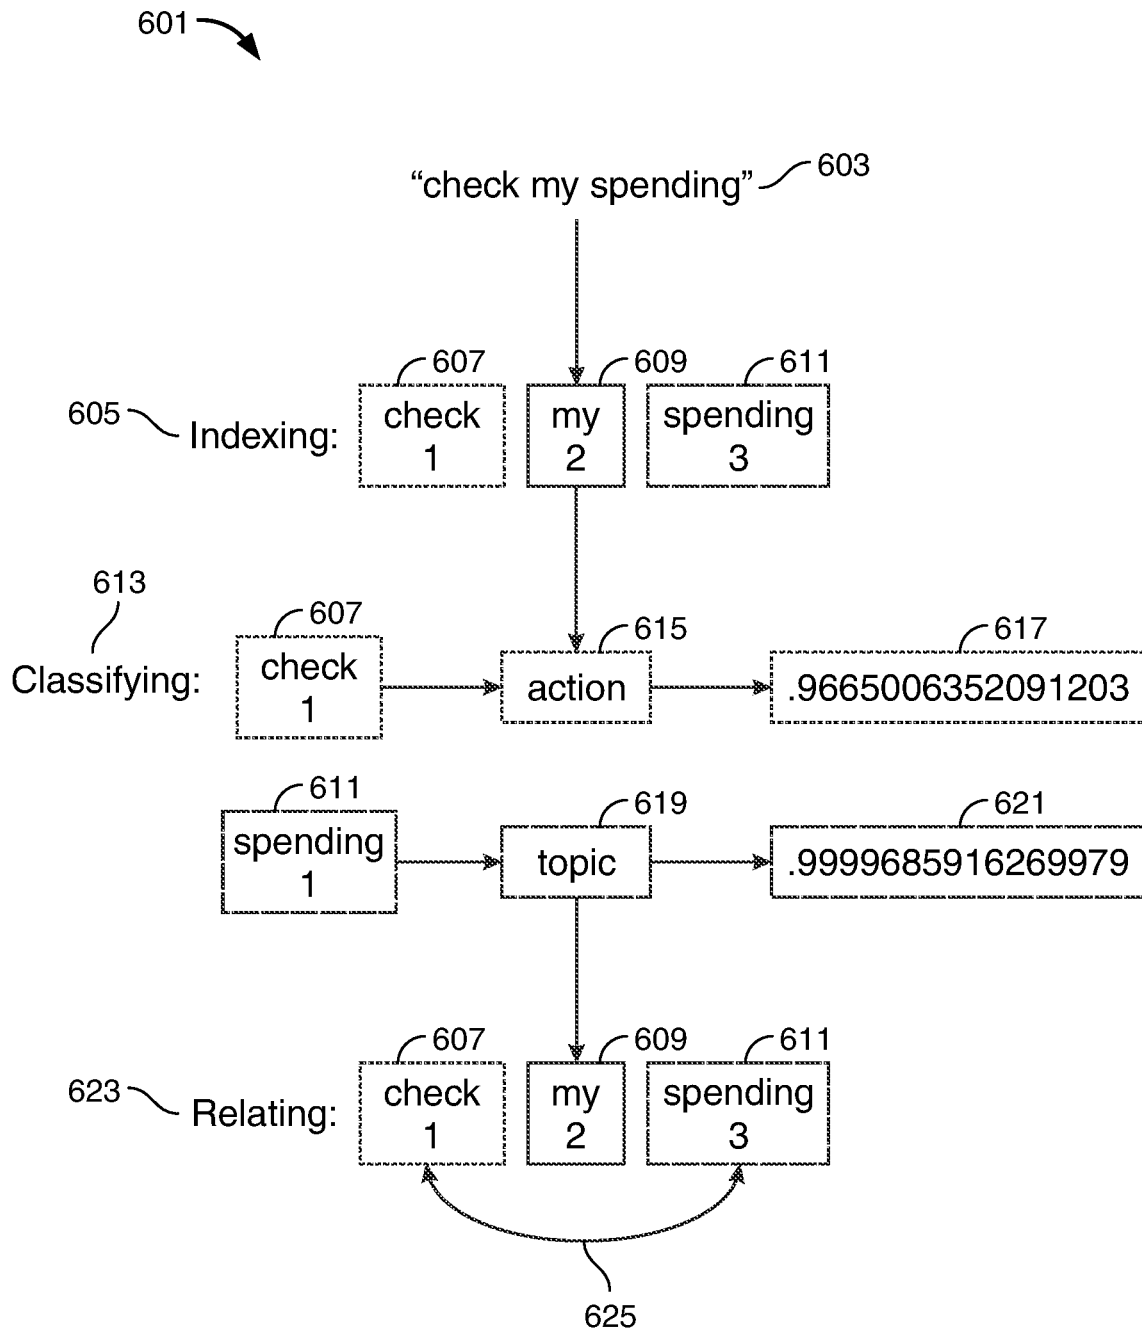 601
“check my spending” 603
607 609 611
605 Indexing: check my spending
1 2 3
613
607 615 617
Classifying: check action .9665006352091203
1
611 619 621
spending topic .9999685916269979
1
607 609 611
623 Relating: check my spending
1 2 3
625